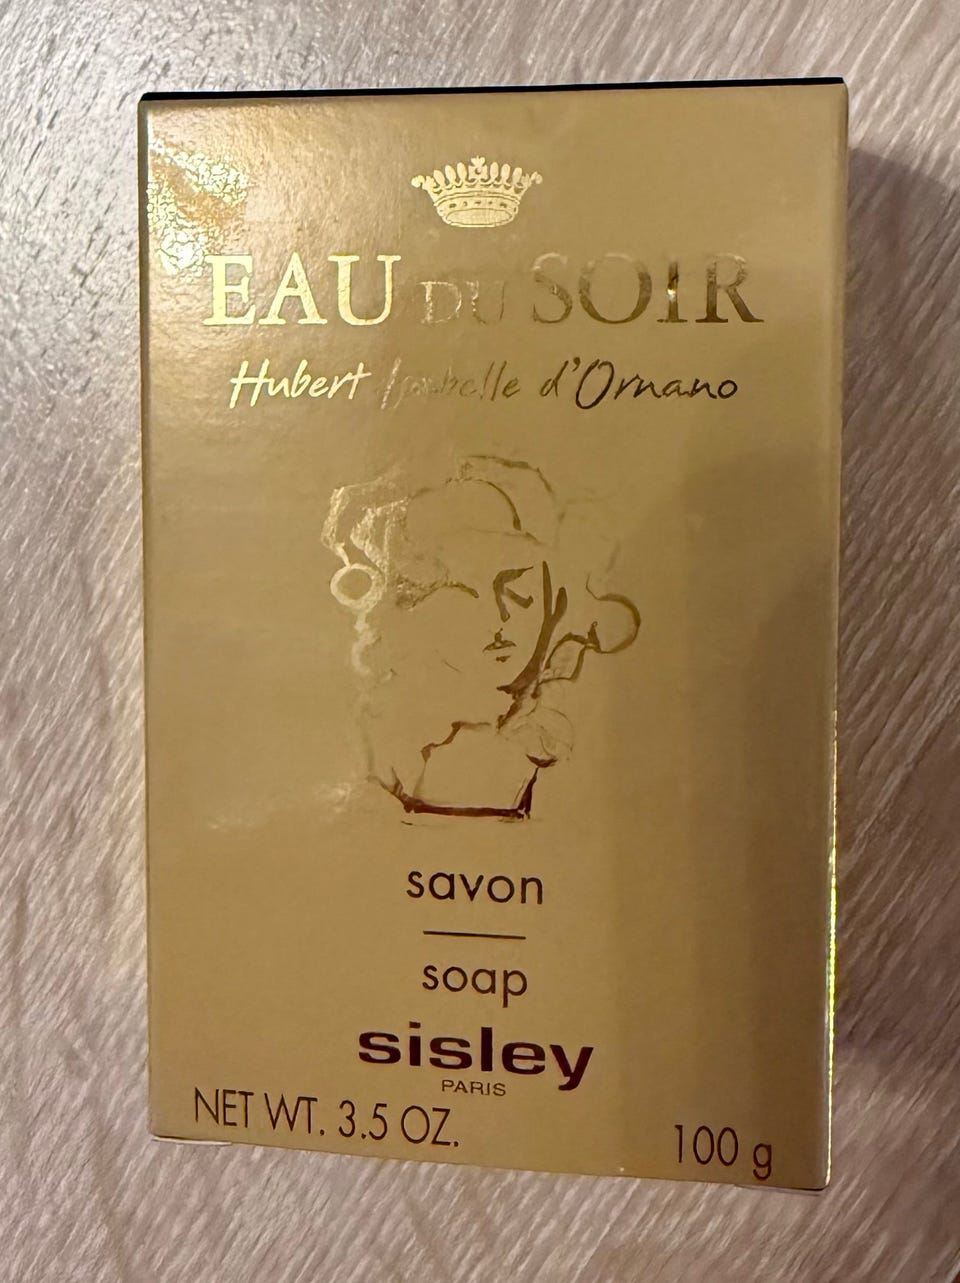 EAU DU SOIR
Hubert Isabelle d'Ornano
savon
soap
sisley
PARIS
NET WT. 3.5 OZ.
100 g